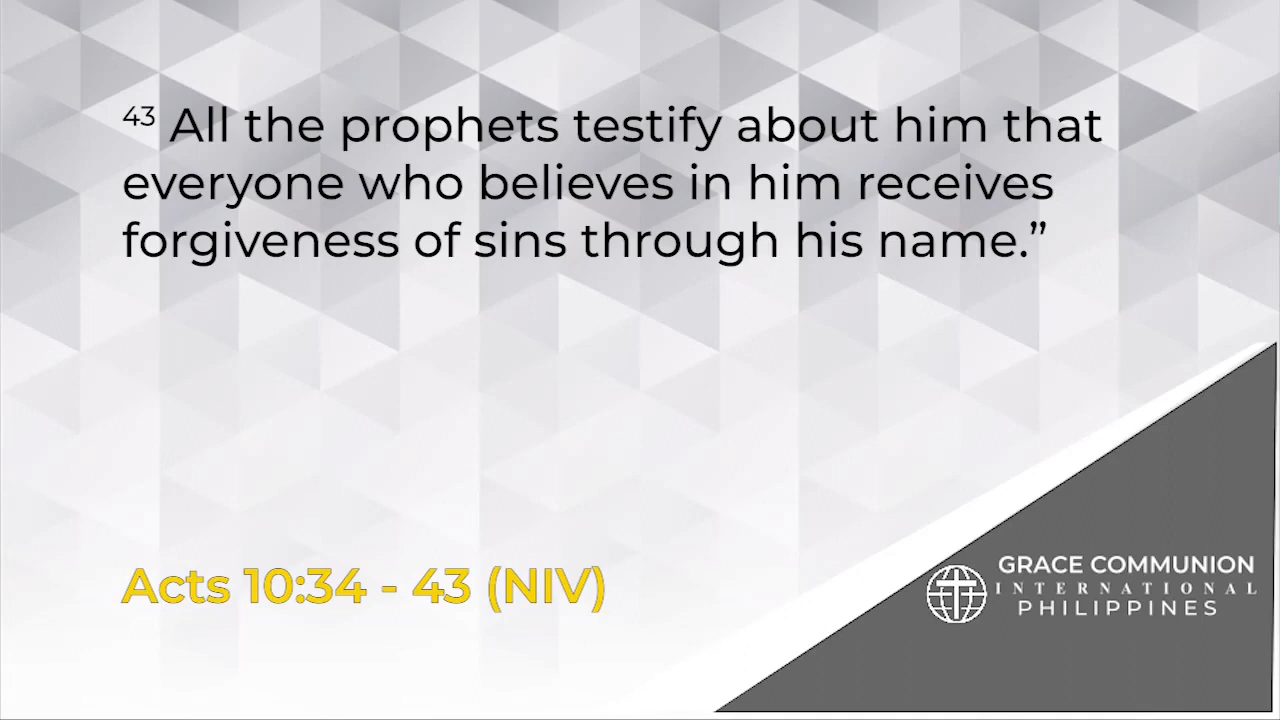 43 All the prophets testify about him that
everyone who believes in him receives
forgiveness of sins through his name.”
Acts 10:34 - 43 (NIV)
GRACE COMMUNION
INTERNATIONAL
PHILIPPINES